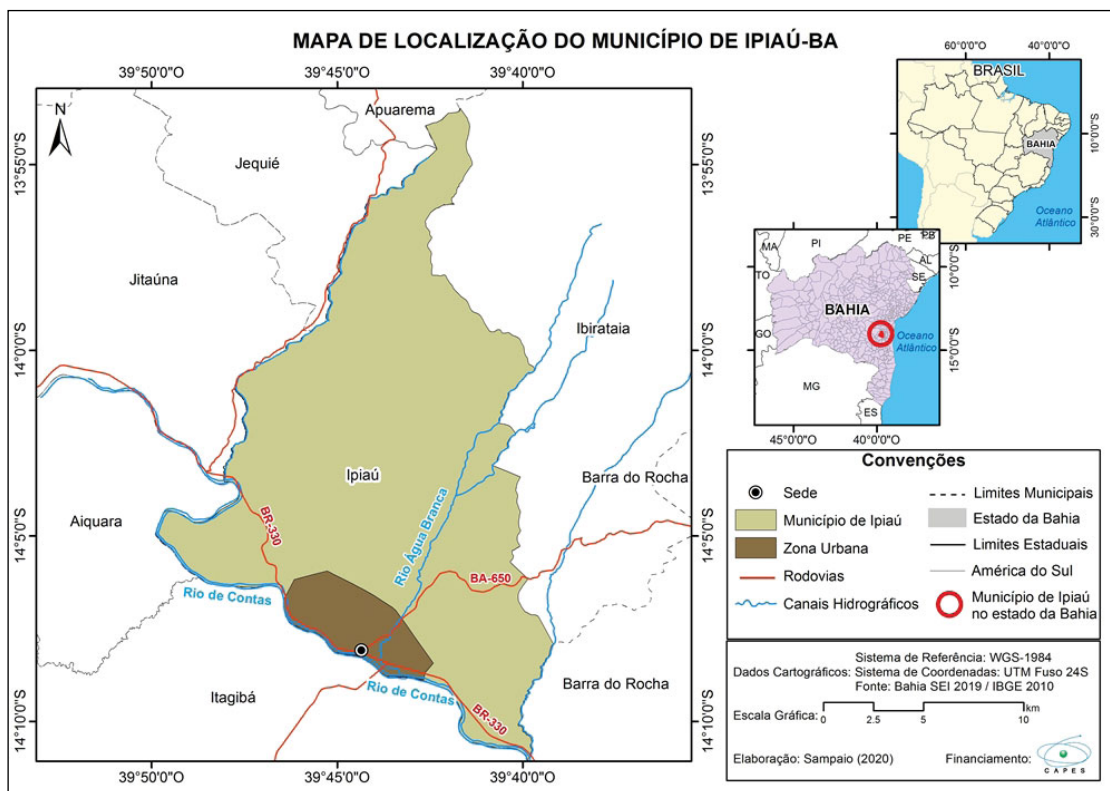 MAPA DE LOCALIZAÇÃO DO MUNICÍPIO DE IPIAÚ-BA
39°50'0"O
39°45'0"O
39°40'0"O
60°0'0"O
40°0'0"O
N
Apuarema
Jequié
Jitaúna
Ibirataia
Ipiaú
Barra do Rocha
Aiquara
BR-330
Rio Água Branca
BA-650
Rio de Contas
Itagibá
Rio de Contas
BR-330
Barra do Rocha
13°55'0"S
14°0'0"S
14°5'0"S
14°10'0"S
13°55'0"S
14°0'0"S
14°5'0"S
14°10'0"S
39°50'0"O
39°45'0"O
39°40'0"O
BRASIL
BAHIA
Oceano
Atlântico
10°0'0"S
30°0'0"S
MA
PI
PE
PB
AL
SE
TO
BAHIA
GO
Oceano
Atlântico
MG
ES
10°0'0"S
15°0'0"S
45°0'0"O
40°0'0"O
Convenções
Sede
Município de Ipiaú
Zona Urbana
Rodovias
Canais Hidrográficos
Limites Municipais
Estado da Bahia
Limites Estaduais
América do Sul
Município de Ipiaú
no estado da Bahia
Sistema de Referência: WGS-1984
Dados Cartográficos: Sistema de Coordenadas: UTM Fuso 24S
Fonte: Bahia SEI 2019 / IBGE 2010
Escala Gráfica:
0 2.5 5 10 km
Elaboração: Sampaio (2020)
Financiamento:
CAPES